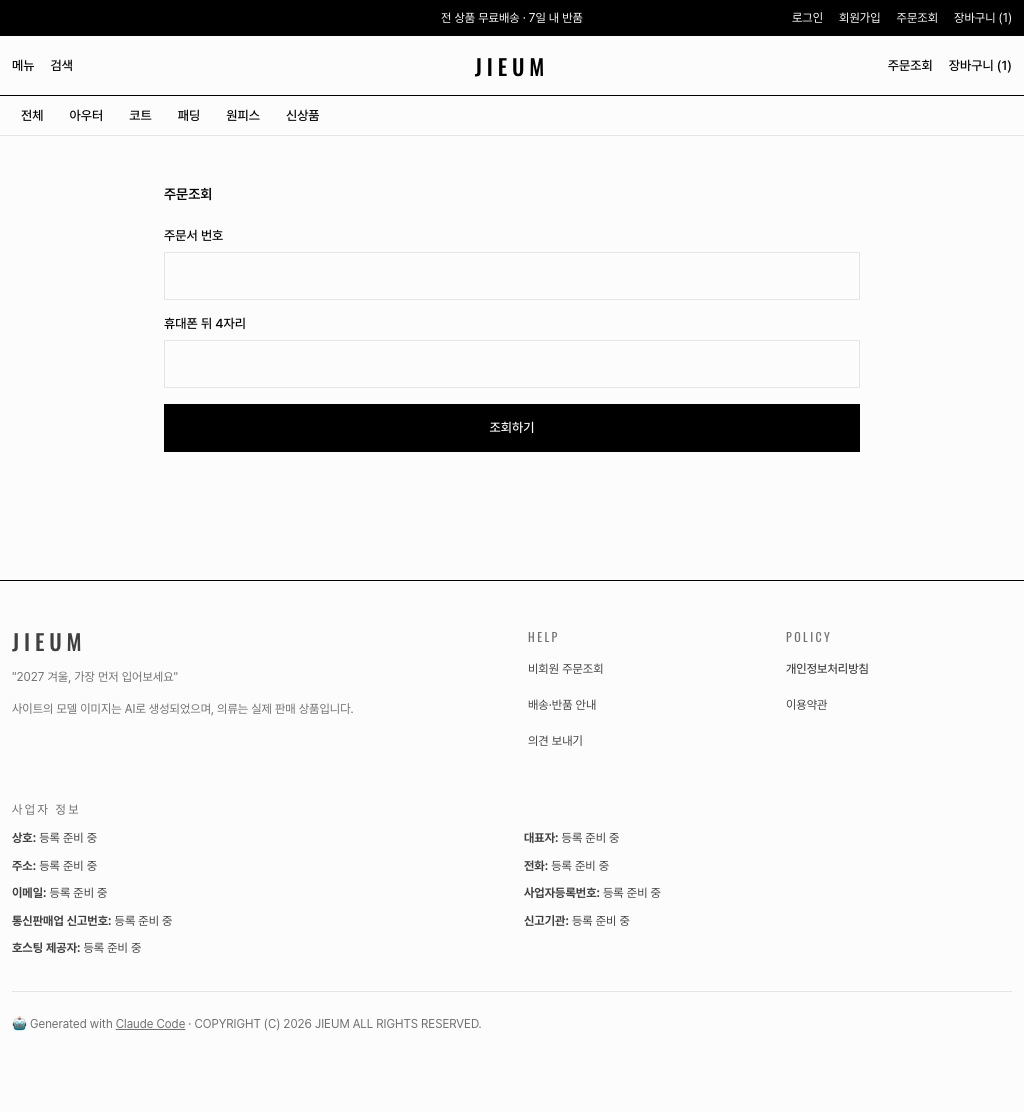 전 상품 무료배송 · 7일 내 반품
로그인 회원가입 주문조회 장바구니 (1)
메뉴 검색
JIEUM
주문조회 장바구니 (1)
전체 아우터 코트 패딩 원피스 신상품
주문조회
주문서 번호
휴대폰 뒤 4자리
조회하기
JIEUM
"2027 겨울, 가장 먼저 입어보세요"
사이트의 모델 이미지는 AI로 생성되었으며, 의류는 실제 판매 상품입니다.
HELP
비회원 주문조회
배송·반품 안내
의견 보내기
POLICY
개인정보처리방침
이용약관
사업자 정보
상호: 등록 준비 중
대표자: 등록 준비 중
주소: 등록 준비 중
전화: 등록 준비 중
이메일: 등록 준비 중
사업자등록번호: 등록 준비 중
통신판매업 신고번호: 등록 준비 중
신고기관: 등록 준비 중
호스팅 제공자: 등록 준비 중
🤖 Generated with Claude Code · COPYRIGHT (C) 2026 JIEUM ALL RIGHTS RESERVED.